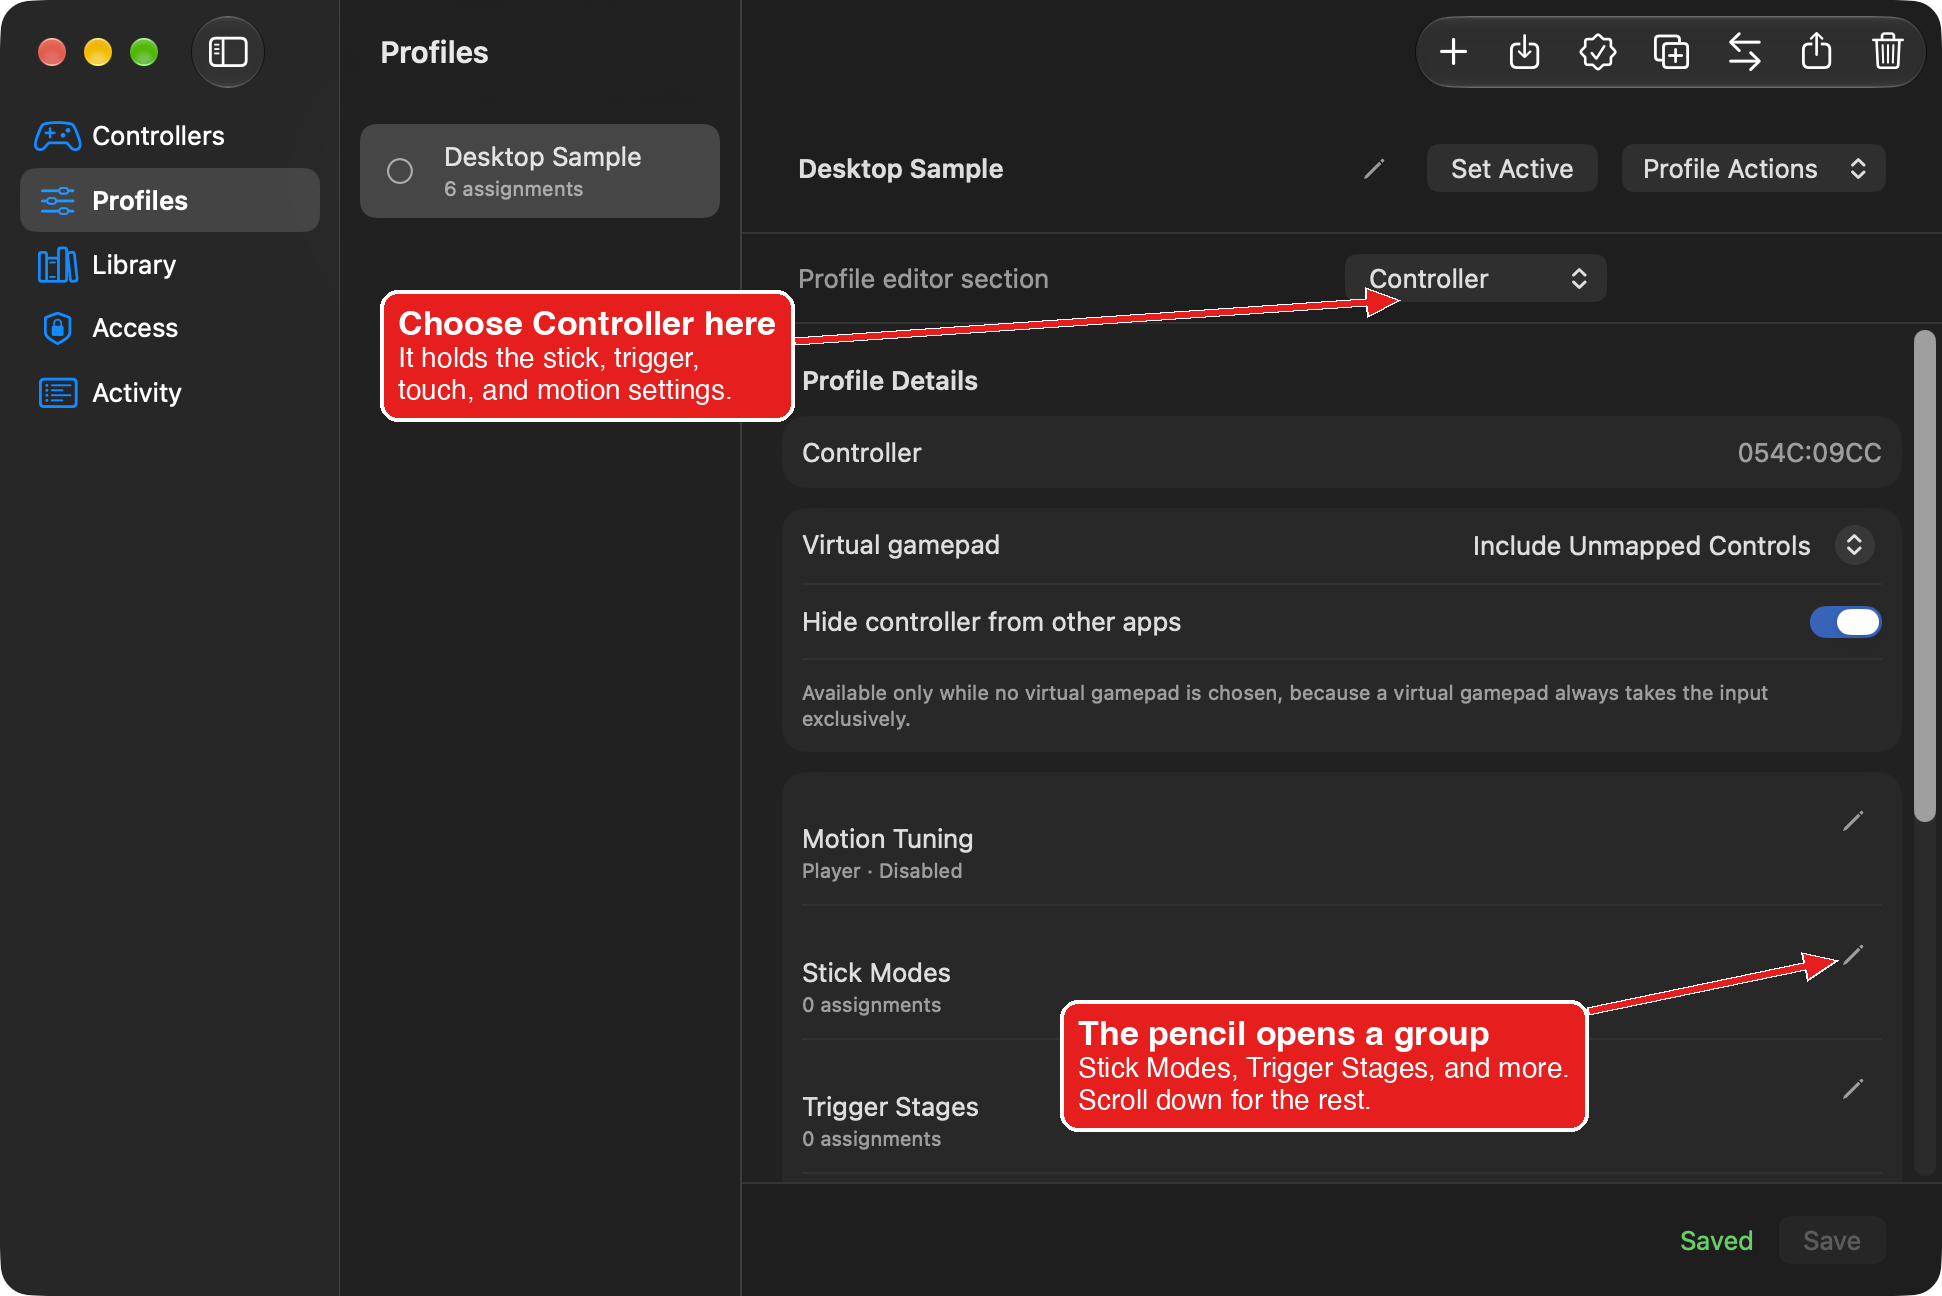 Profiles
Controllers
Profiles
Library
Access
Activity
Desktop Sample
6 assignments
Desktop Sample
Set Active
Profile Actions
Profile editor section
Controller
Choose Controller here
It holds the stick, trigger,
touch, and motion settings.
Profile Details
Controller
054C:09CC
Virtual gamepad
Include Unmapped Controls
Hide controller from other apps
Available only while no virtual gamepad is chosen, because a virtual gamepad always takes the input
exclusively.
Motion Tuning
Player · Disabled
Stick Modes
0 assignments
The pencil opens a group
Stick Modes, Trigger Stages, and more.
Scroll down for the rest.
Trigger Stages
0 assignments
Saved
Save